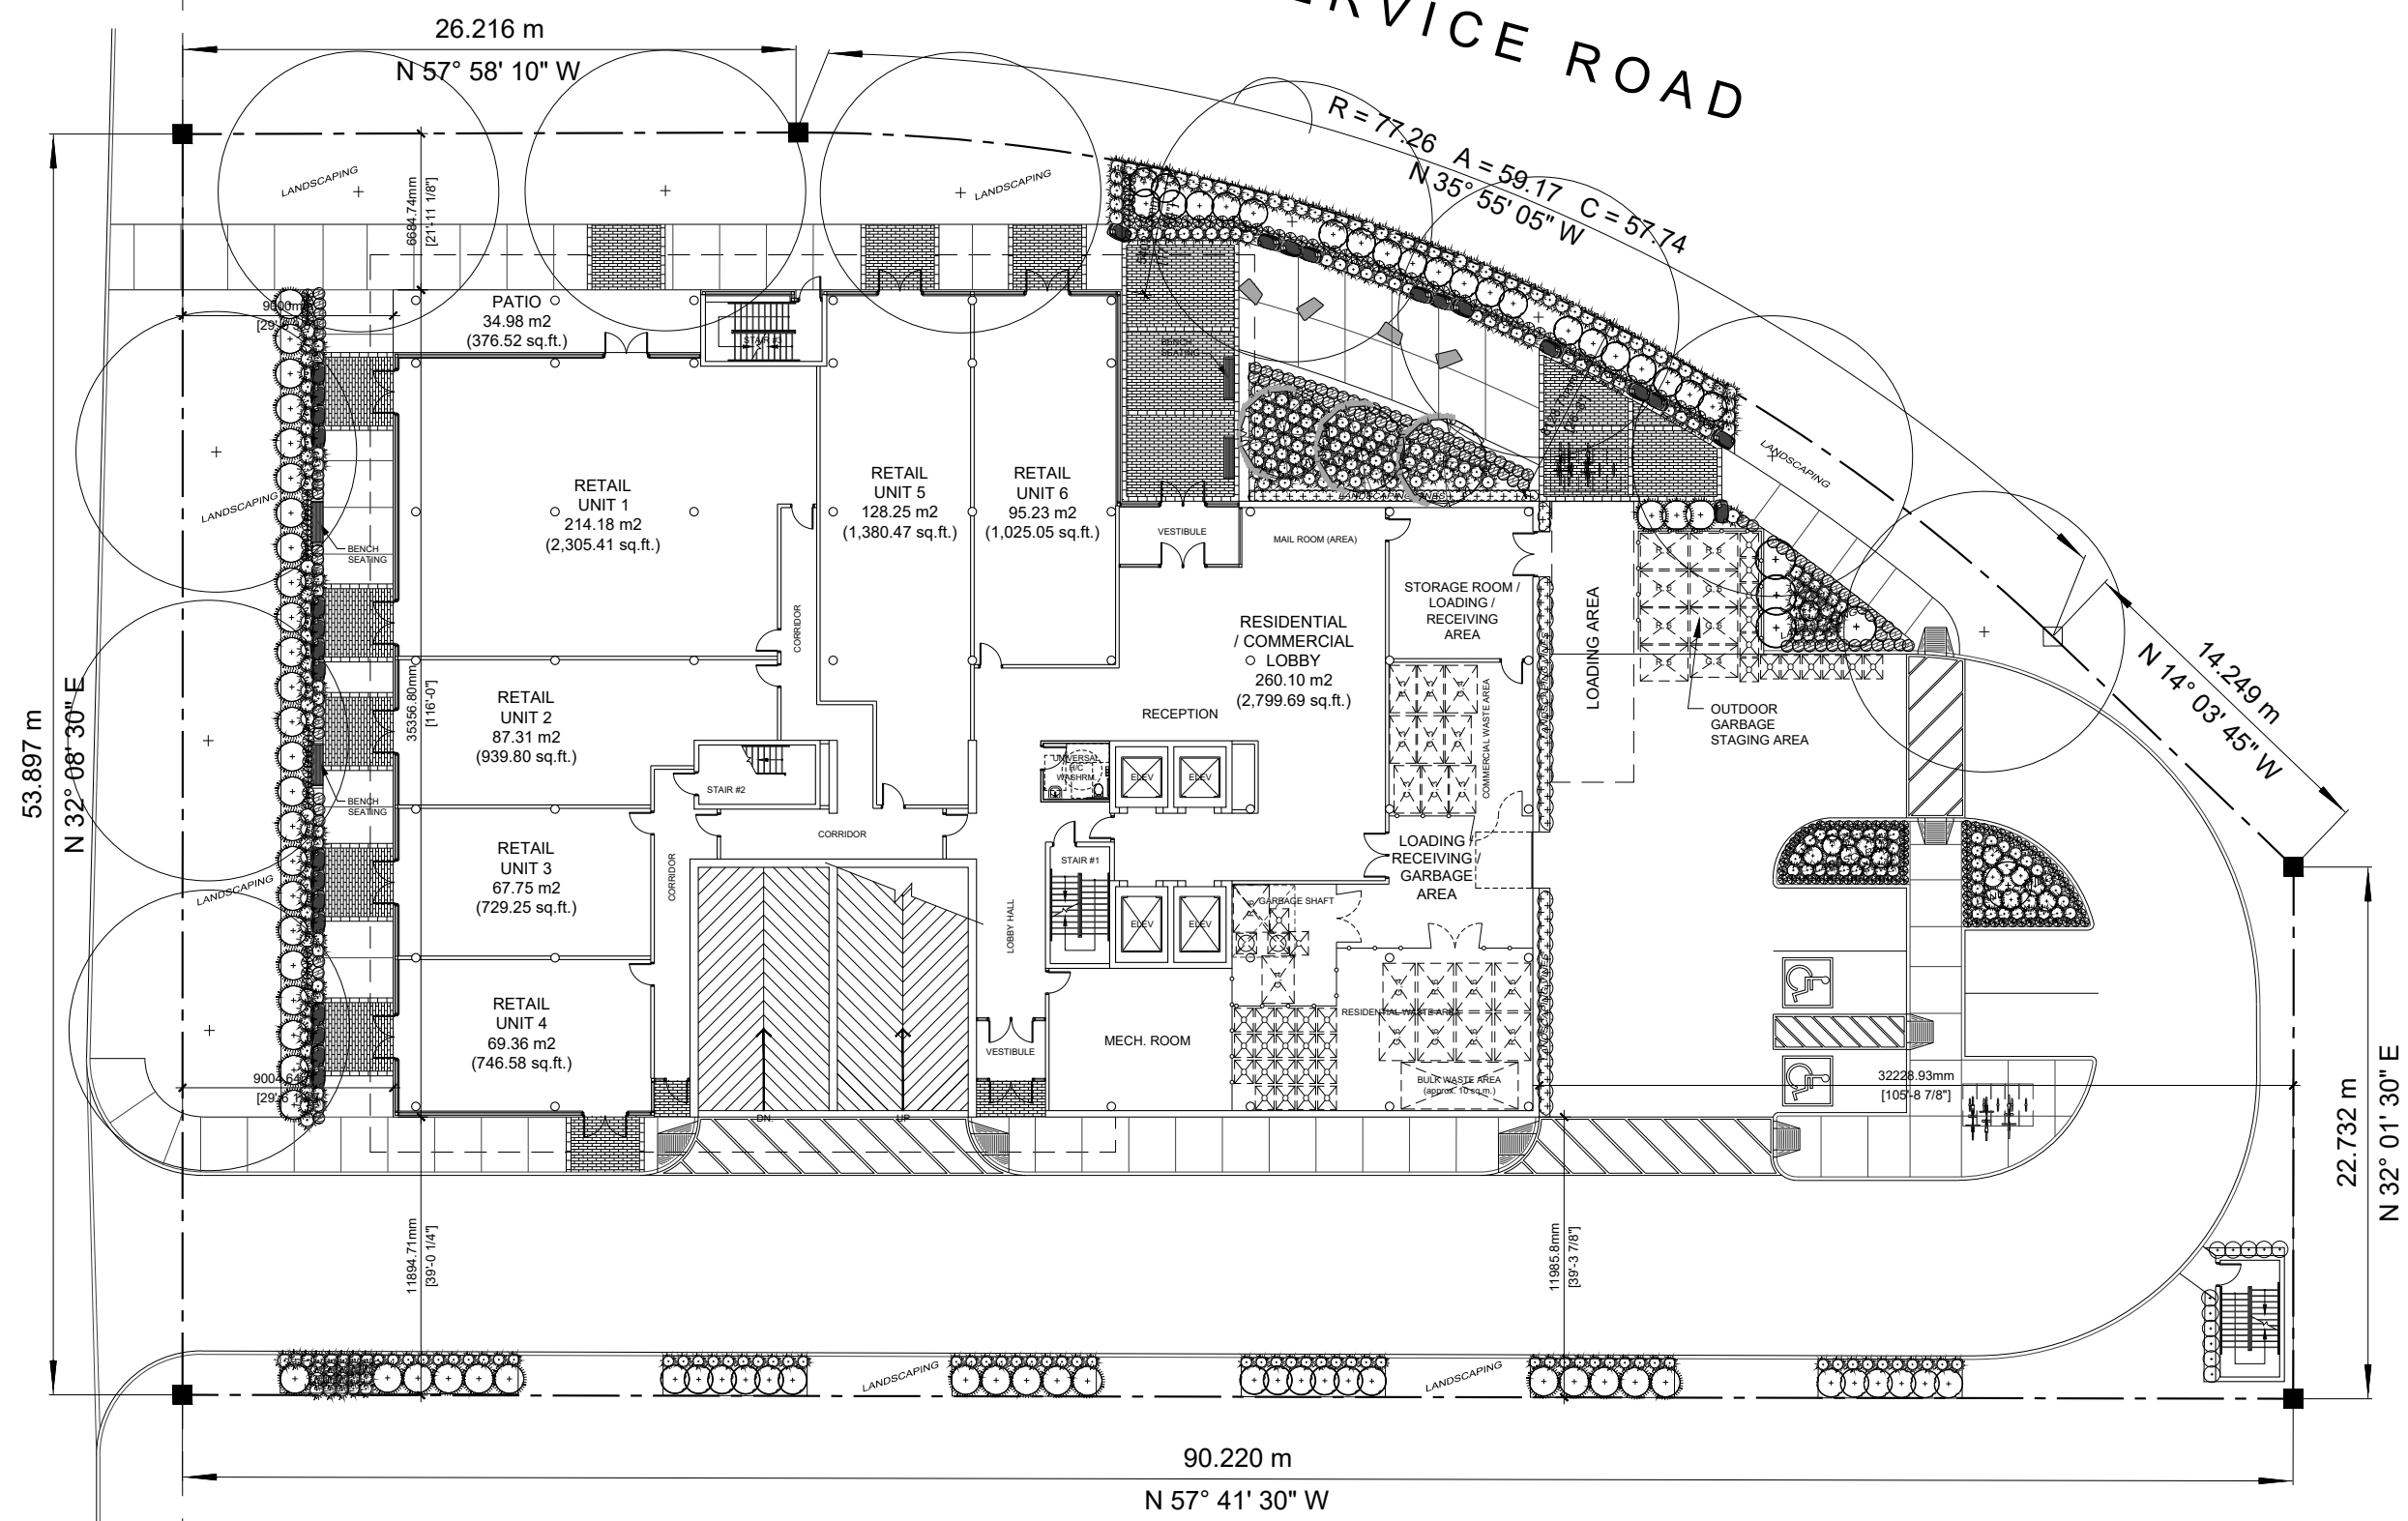 ERVICE ROAD
26.216 m
N 57° 58' 10" W
R = 77.26 A = 59.17 C = 57.74
N 35° 55' 05" W
LANDSCAPING
LANDSCAPING
6684.74mm
[21'-11 1/8"]
PATIO
34.98 m2
(376.52 sq.ft.)
STAIR #3
BENCH
SEATING
LANDSCAPING
RETAIL
UNIT 1
214.18 m2
(2,305.41 sq.ft.)
RETAIL
UNIT 5
128.25 m2
(1,380.47 sq.ft.)
RETAIL
UNIT 6
95.23 m2
(1,025.05 sq.ft.)
LANDSCAPING
VESTIBULE
MAIL ROOM (AREA)
BENCH
SEATING
STORAGE ROOM /
LOADING /
RECEIVING
AREA
CORRIDOR
RESIDENTIAL
/ COMMERCIAL
LOBBY
260.10 m2
(2,799.69 sq.ft.)
LOADING AREA
14.249 m
N 14° 03' 45" W
53.897 m
N 32° 08' 30" E
RETAIL
UNIT 2
87.31 m2
(939.80 sq.ft.)
35356.80mm
[116'-0"]
RECEPTION
COMMERCIAL WASTE AREA
OUTDOOR
GARBAGE
STAGING AREA
UNIVERSAL
H/C
WASHRM.
ELEV
ELEV
STAIR #2
BENCH
SEATING
CORRIDOR
RETAIL
UNIT 3
67.75 m2
(729.25 sq.ft.)
STAIR #1
LOADING /
RECEIVING /
GARBAGE
AREA
LANDSCAPING
CORRIDOR
LOBBY HALL
ELEV
ELEV
GARBAGE SHAFT
RETAIL
UNIT 4
69.36 m2
(746.58 sq.ft.)
RESIDENTIAL WASTE AREA
MECH. ROOM
VESTIBULE
BULK WASTE AREA
(approx. 10 sq.m.)
32228.93mm
[105'-8 7/8"]
22.732 m
N 32° 01' 30" E
DN.
UP
11894.71mm
[39'-0 1/4"]
11985.8mm
[39'-3 7/8"]
LANDSCAPING
LANDSCAPING
90.220 m
N 57° 41' 30" W